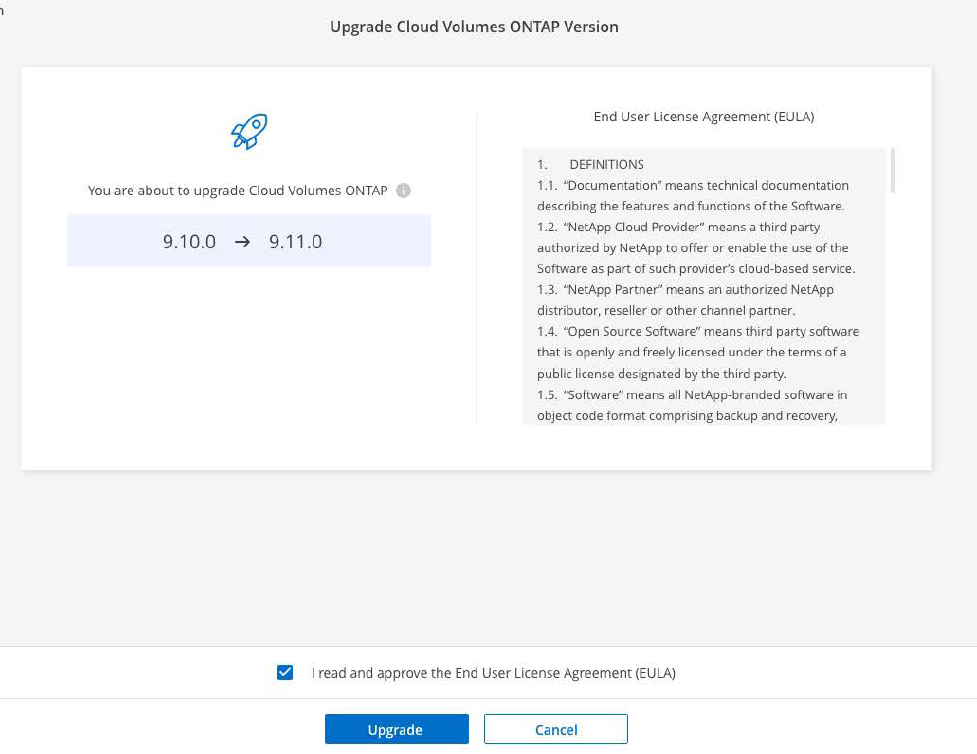 n
Upgrade Cloud Volumes ONTAP Version
You are about to upgrade Cloud Volumes ONTAP i
9.10.0 → 9.11.0
End User License Agreement (EULA)
1. DEFINITIONS
1.1. “Documentation” means technical documentation
describing the features and functions of the Software.
1.2. “NetApp Cloud Provider” means a third party
authorized by NetApp to offer or enable the use of the
Software as part of such provider’s cloud-based service.
1.3. “NetApp Partner” means an authorized NetApp
distributor, reseller or other channel partner.
1.4. “Open Source Software” means third party software
that is openly and freely licensed under the terms of a
public license designated by the third party.
1.5. “Software” means all NetApp-branded software in
object code format comprising backup and recovery,
I read and approve the End User License Agreement (EULA)
Upgrade
Cancel